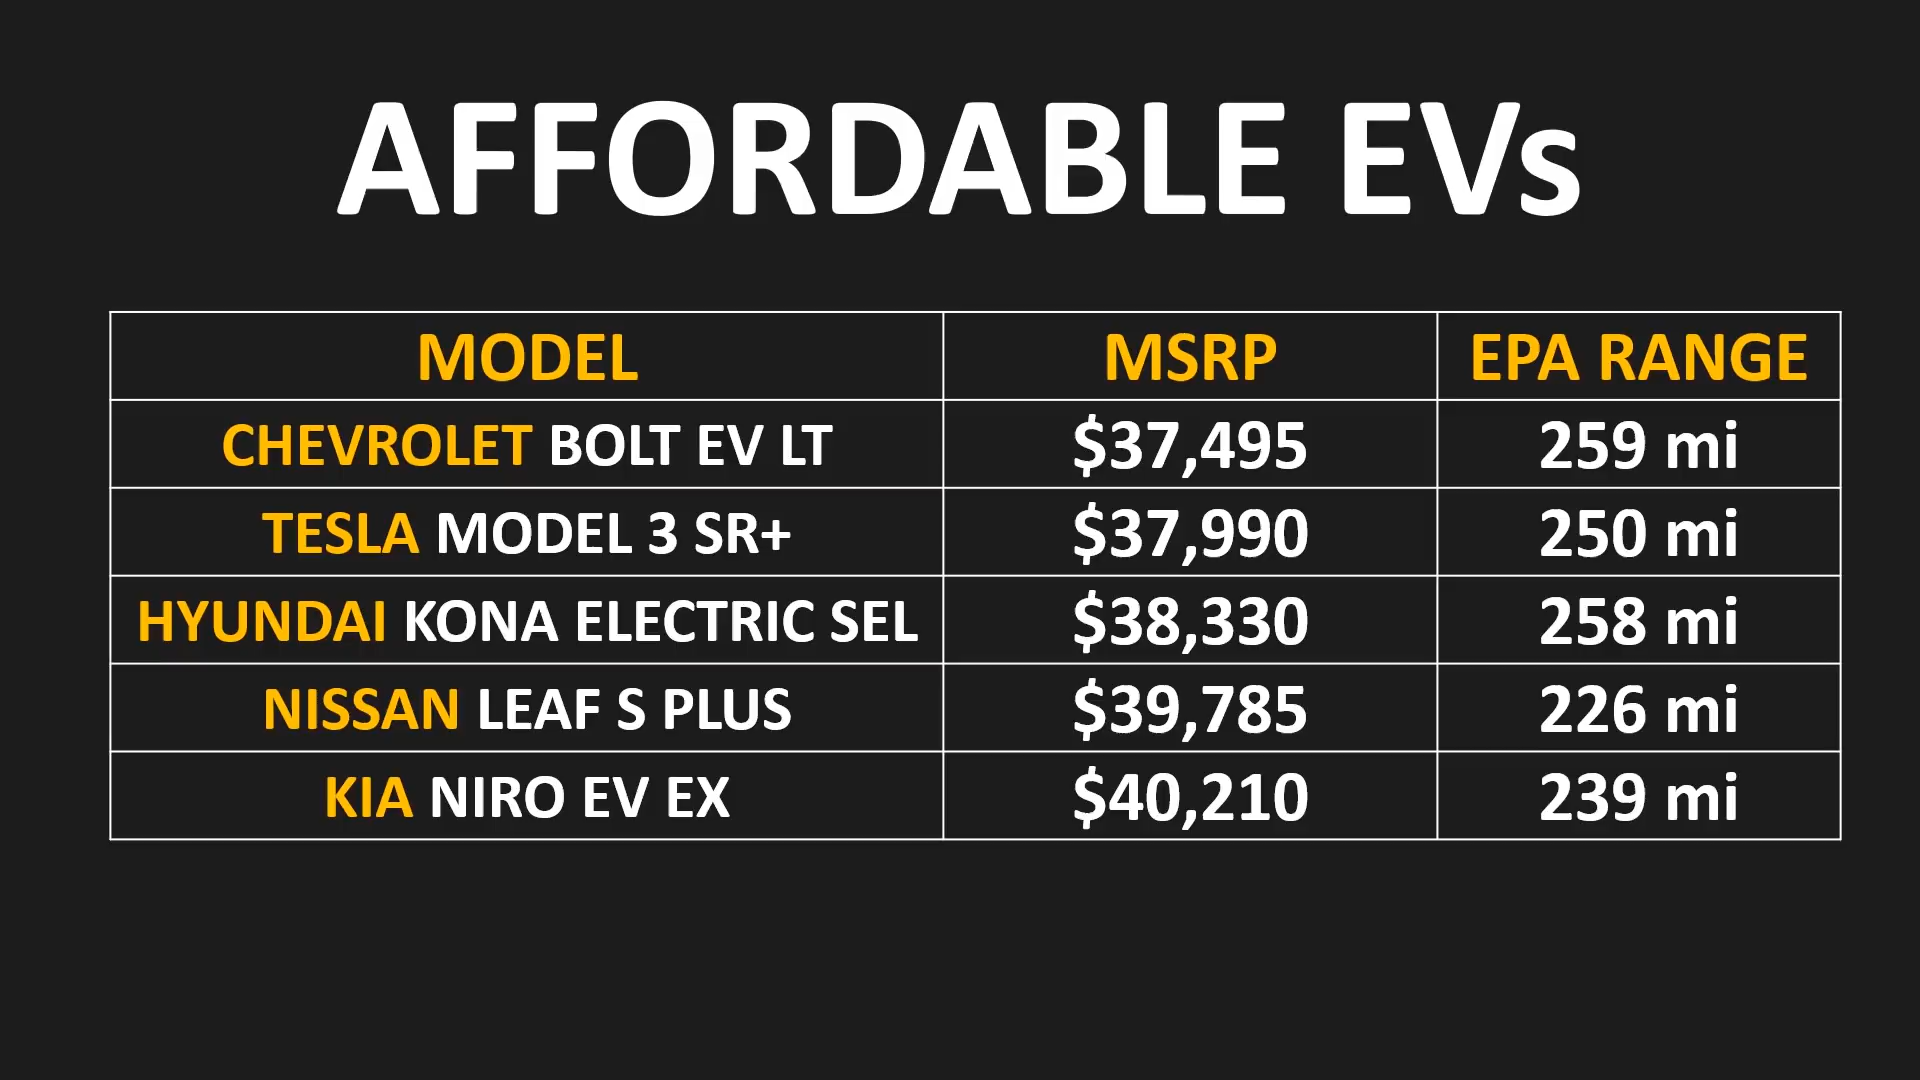 AFFORDABLE EVs
MODEL MSRP EPA RANGE
CHEVROLET BOLT EV LT $37,495 259 mi
TESLA MODEL 3 SR+ $37,990 250 mi
HYUNDAI KONA ELECTRIC SEL $38,330 258 mi
NISSAN LEAF S PLUS $39,785 226 mi
KIA NIRO EV EX $40,210 239 mi